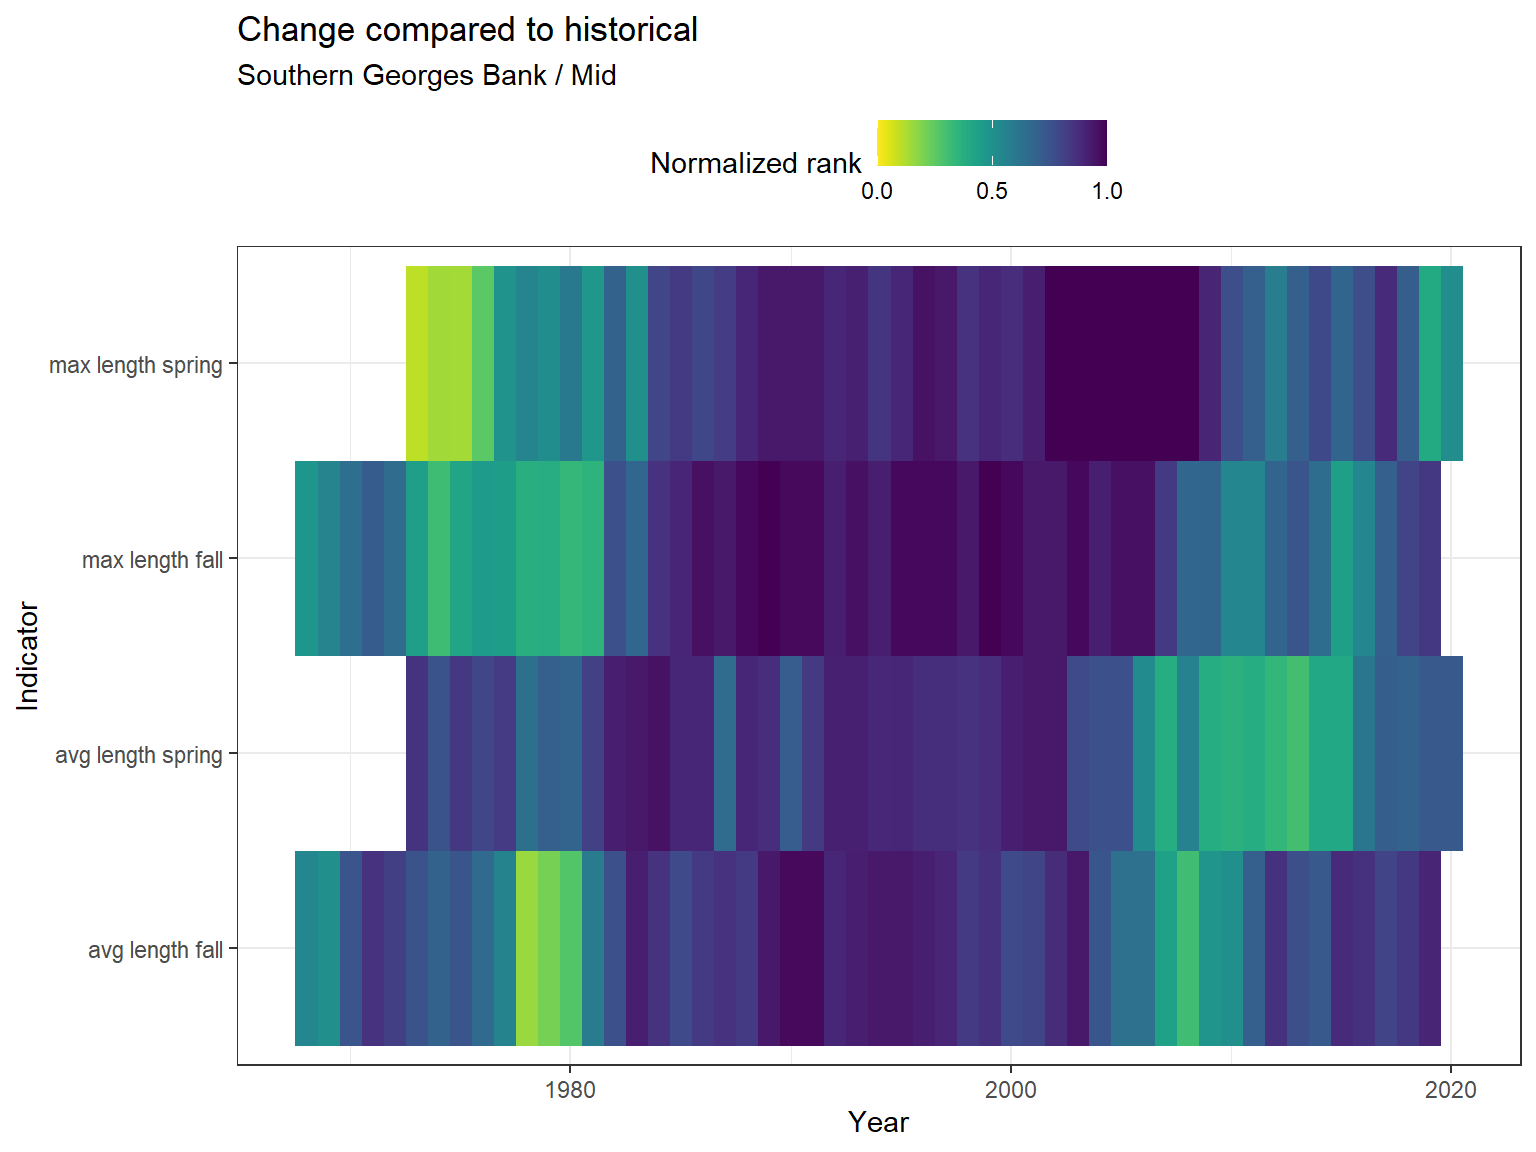 Change compared to historical
Southern Georges Bank / Mid
Normalized rank
0.0 0.5 1.0
max length spring
max length fall
avg length spring
avg length fall
Indicator
1980 2000 2020
Year